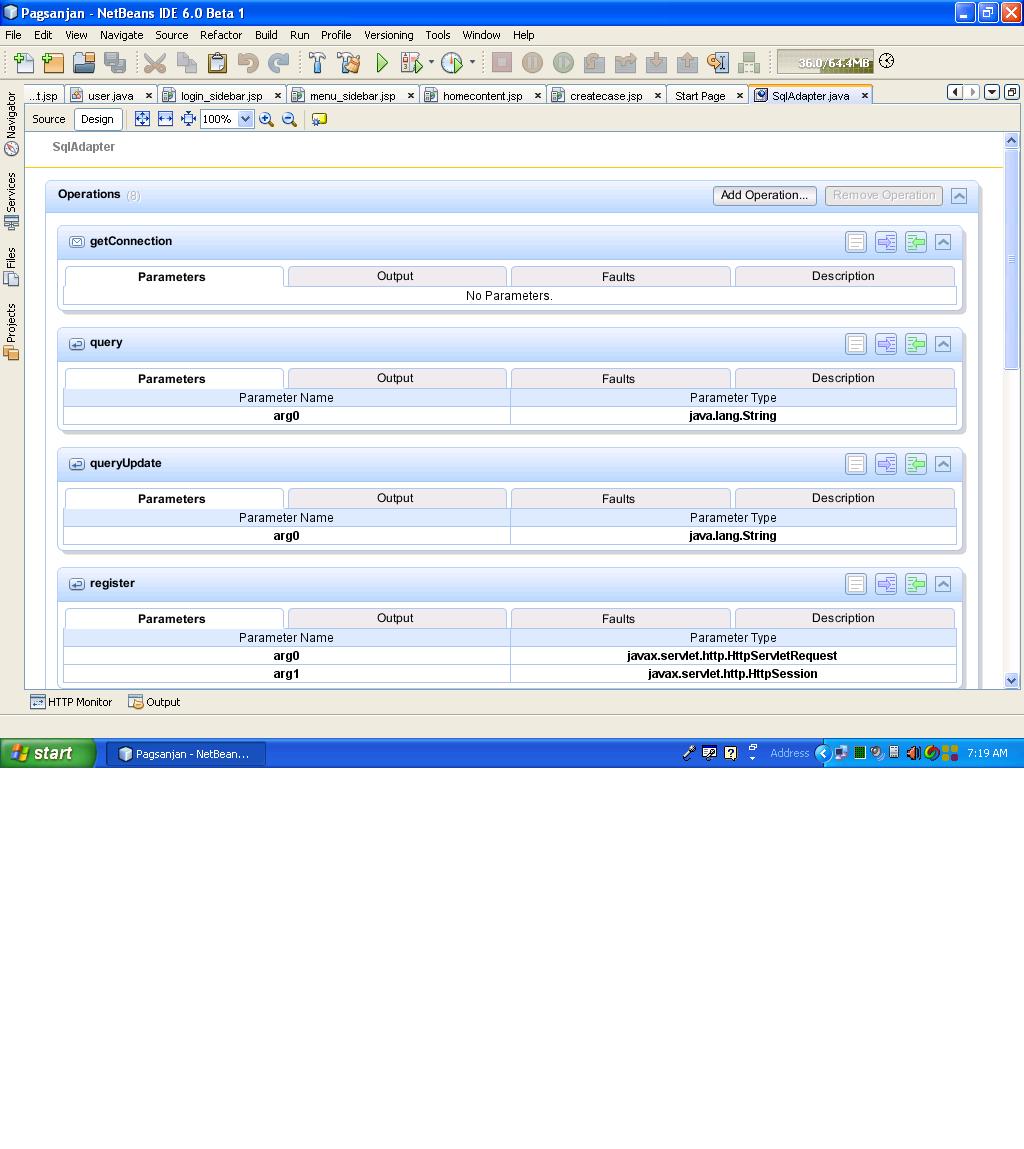 Pagsanjan - NetBeans IDE 6.0 Beta 1
File Edit View Navigate Source Refactor Build Run Profile Versioning Tools Window Help
36.0/64.4MB
...t.jsp user.java login_sidebar.jsp menu_sidebar.jsp homecontent.jsp createcase.jsp Start Page SqlAdapter.java
Source Design 100%
Navigator
Services
Files
Projects
SqlAdapter
Operations (8) Add Operation... Remove Operation
getConnection
Parameters Output Faults Description
No Parameters.
query
Parameters Output Faults Description
Parameter Name Parameter Type
arg0 java.lang.String
queryUpdate
Parameters Output Faults Description
Parameter Name Parameter Type
arg0 java.lang.String
register
Parameters Output Faults Description
Parameter Name Parameter Type
arg0 javax.servlet.http.HttpServletRequest
arg1 javax.servlet.http.HttpSession
HTTP Monitor Output
start Pagsanjan - NetBean... Address 7:19 AM